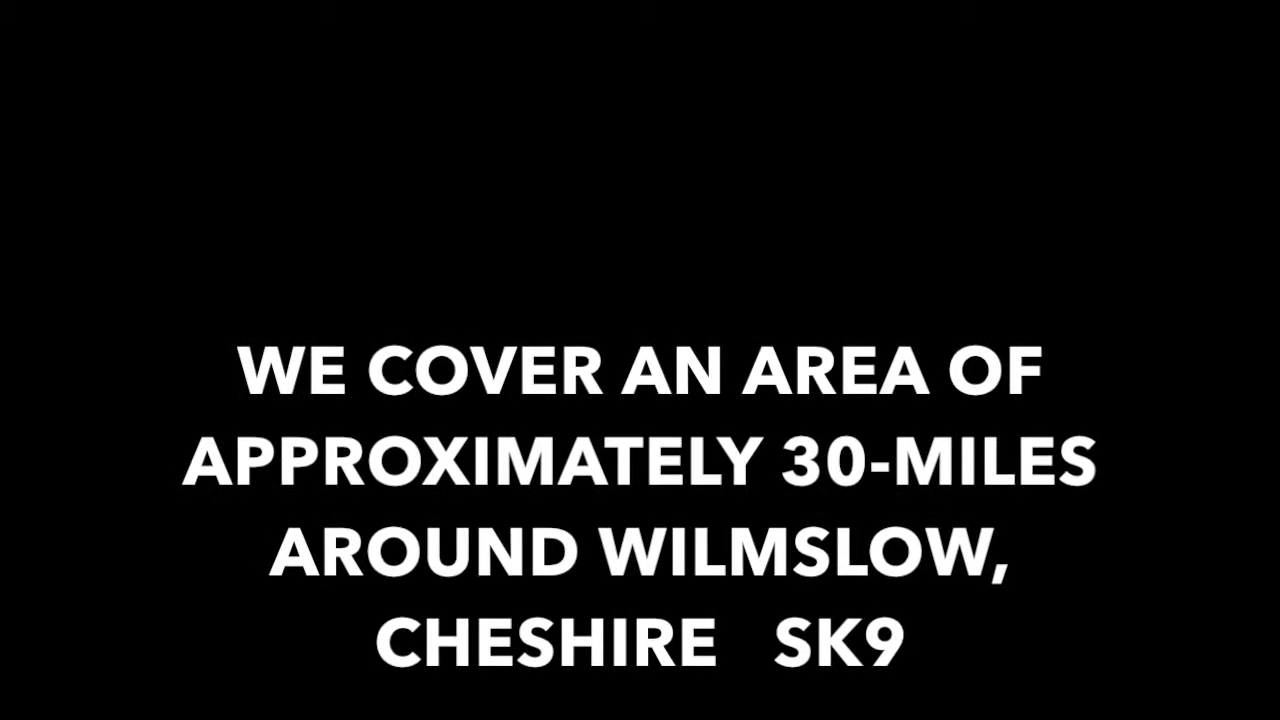 WE COVER AN AREA OF
APPROXIMATELY 30-MILES
AROUND WILMSLOW,
CHESHIRE   SK9